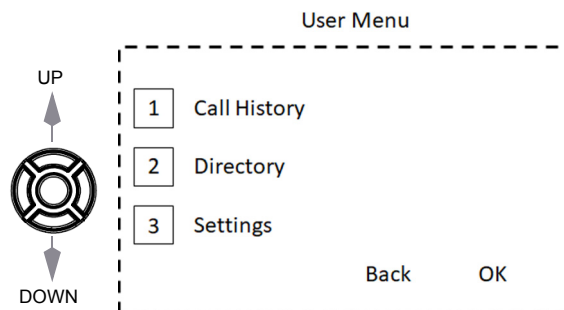 User Menu
UP
1 Call History
2 Directory
3 Settings
Back OK
DOWN